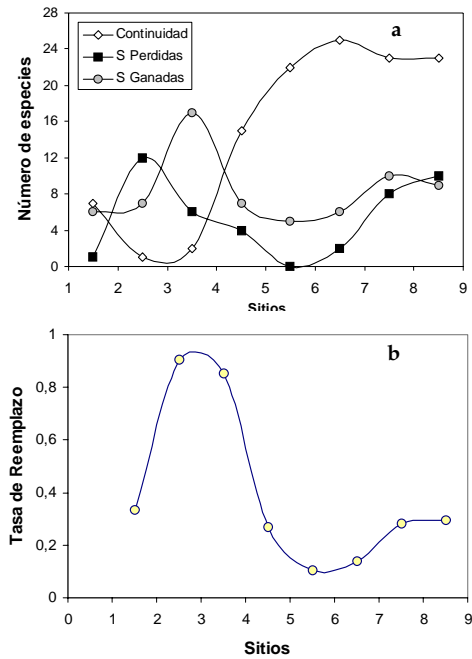 a
Continuidad
S Perdidas
S Ganadas
Número de especies
28
24
20
16
12
8
4
0
1 2 3 4 5 6 7 8 9
Sitios
b
Tasa de Reemplazo
1
0,8
0,6
0,4
0,2
0
0 1 2 3 4 5 6 7 8 9
Sitios